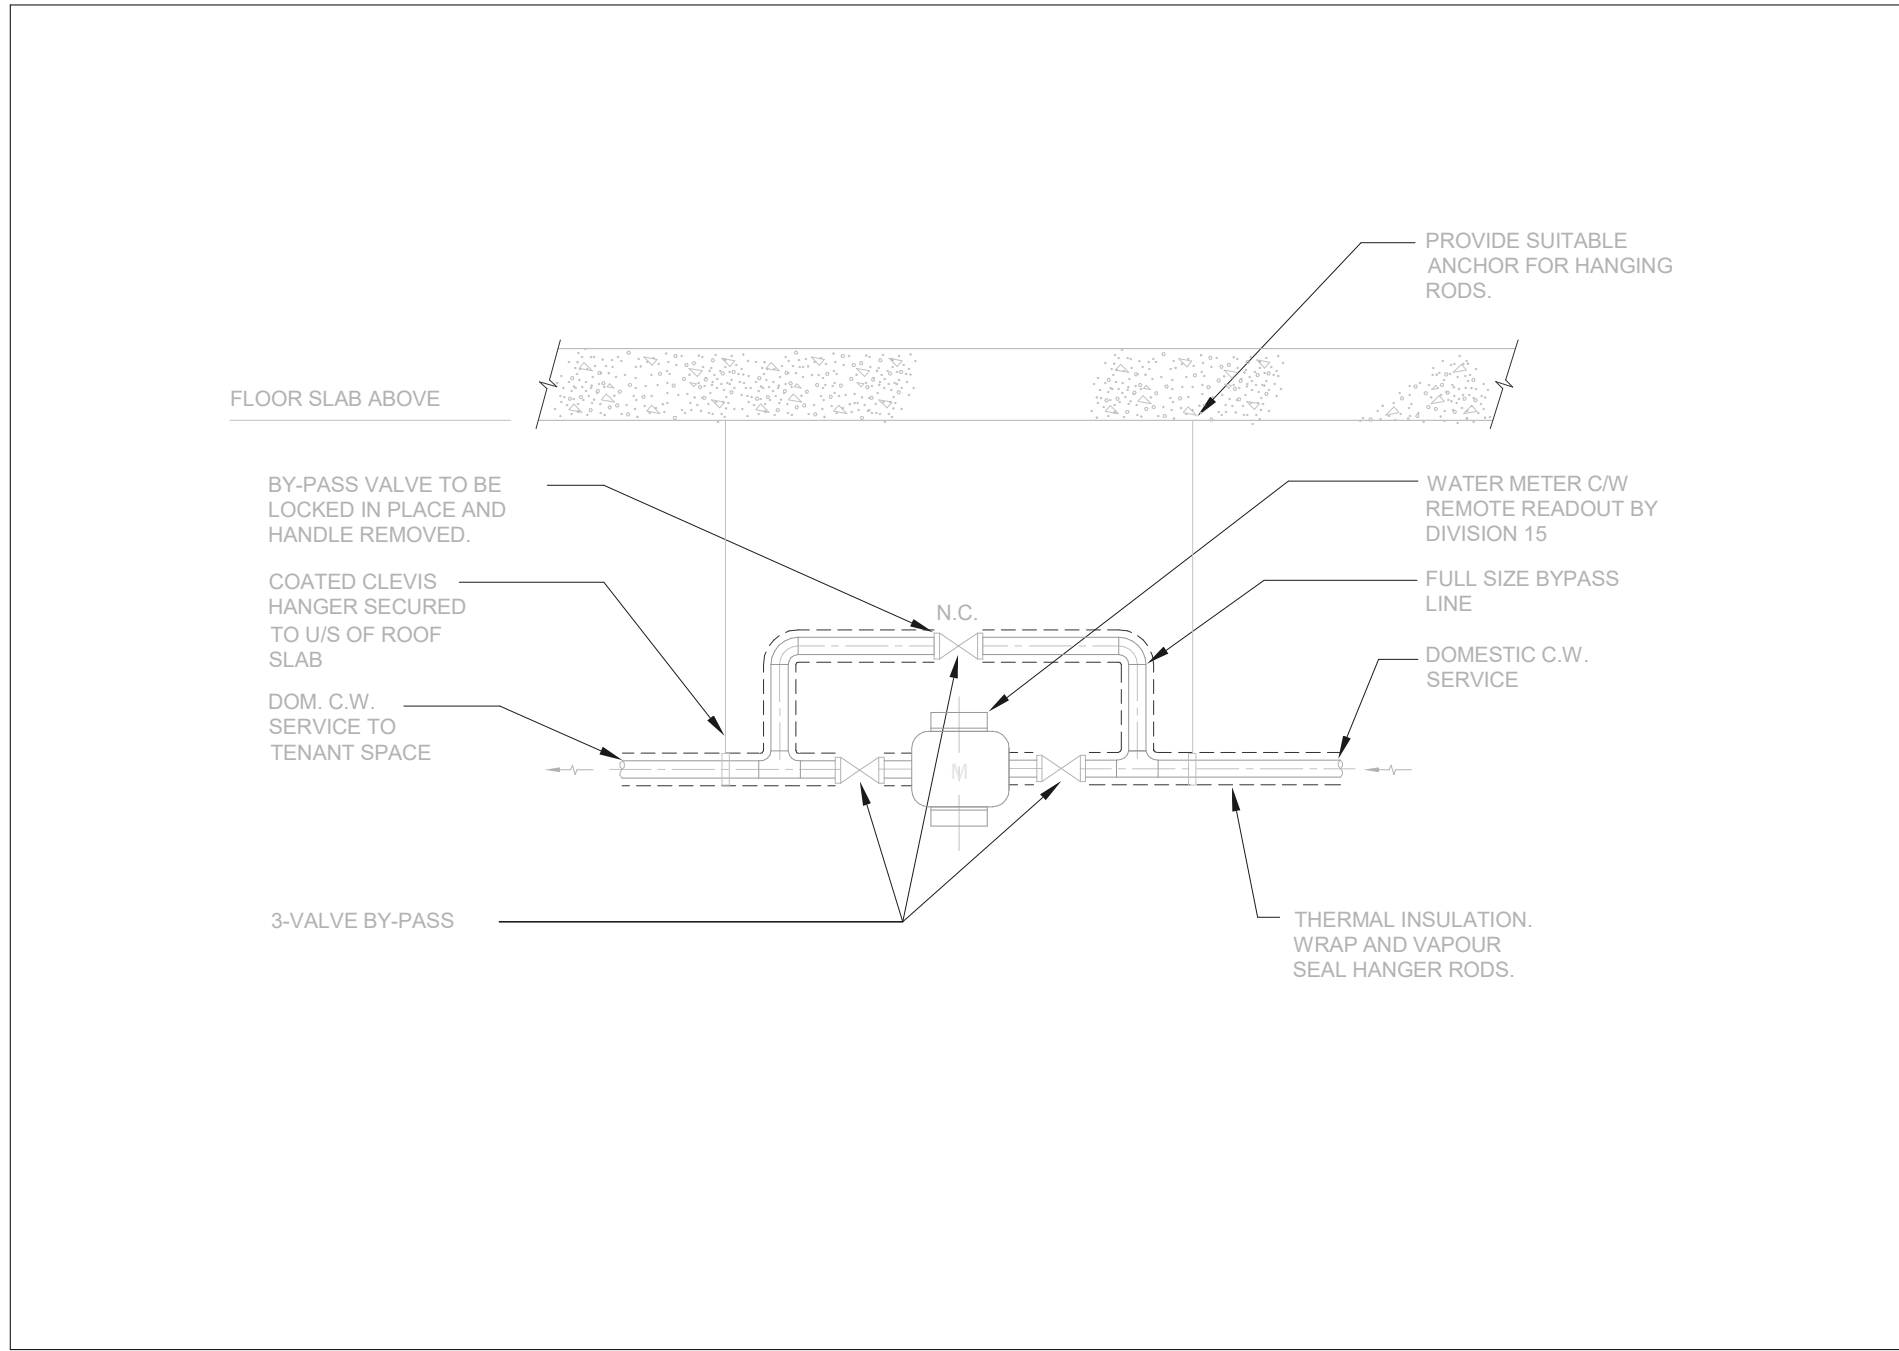 PROVIDE SUITABLE
ANCHOR FOR HANGING
RODS.
FLOOR SLAB ABOVE
BY-PASS VALVE TO BE
LOCKED IN PLACE AND
HANDLE REMOVED.
WATER METER C/W
REMOTE READOUT BY
DIVISION 15
COATED CLEVIS
HANGER SECURED
TO U/S OF ROOF
SLAB
FULL SIZE BYPASS
LINE
N.C.
DOMESTIC C.W.
SERVICE
DOM. C.W.
SERVICE TO
TENANT SPACE
M
3-VALVE BY-PASS
THERMAL INSULATION.
WRAP AND VAPOUR
SEAL HANGER RODS.